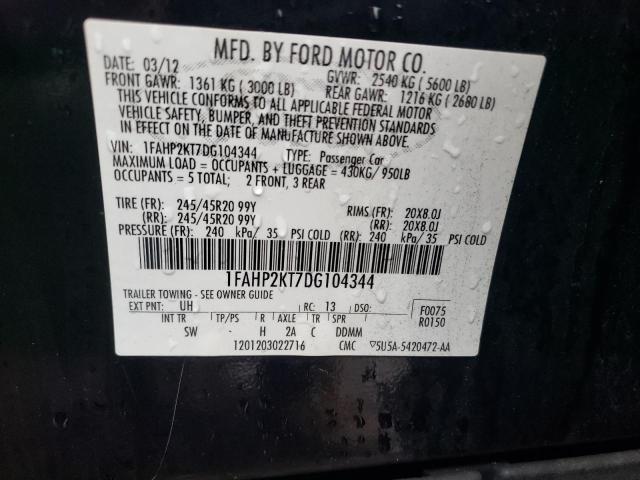 MFD. BY FORD MOTOR CO.
DATE: 03/12 GVWR: 2540 KG ( 5600 LB)
FRONT GAWR: 1361 KG ( 3000 LB) REAR GAWR: 1216 KG ( 2680 LB)
THIS VEHICLE CONFORMS TO ALL APPLICABLE FEDERAL MOTOR
VEHICLE SAFETY, BUMPER, AND THEFT PREVENTION STANDARDS
IN EFFECT ON THE DATE OF MANUFACTURE SHOWN ABOVE.
VIN: 1FAHP2KT7DG104344 TYPE: Passenger Car
MAXIMUM LOAD = OCCUPANTS + LUGGAGE = 430KG/ 950LB
OCCUPANTS = 5 TOTAL; 2 FRONT, 3 REAR
TIRE (FR): 245/45R20 99Y RIMS (FR): 20X8.0J
(RR): 245/45R20 99Y (RR): 20X8.0J
PRESSURE (FR): 240 kPa/ 35 PSI COLD (RR): 240 kPa/ 35 PSI COLD
1FAHP2KT7DG104344
TRAILER TOWING - SEE OWNER GUIDE
EXT PNT: UH RC: 13 DSO: F0075
INT TR TP/PS R AXLE TR SPR R0150
SW - H 2A C DDMM
1201203022716 CMC ▽5U5A-5420472-AA